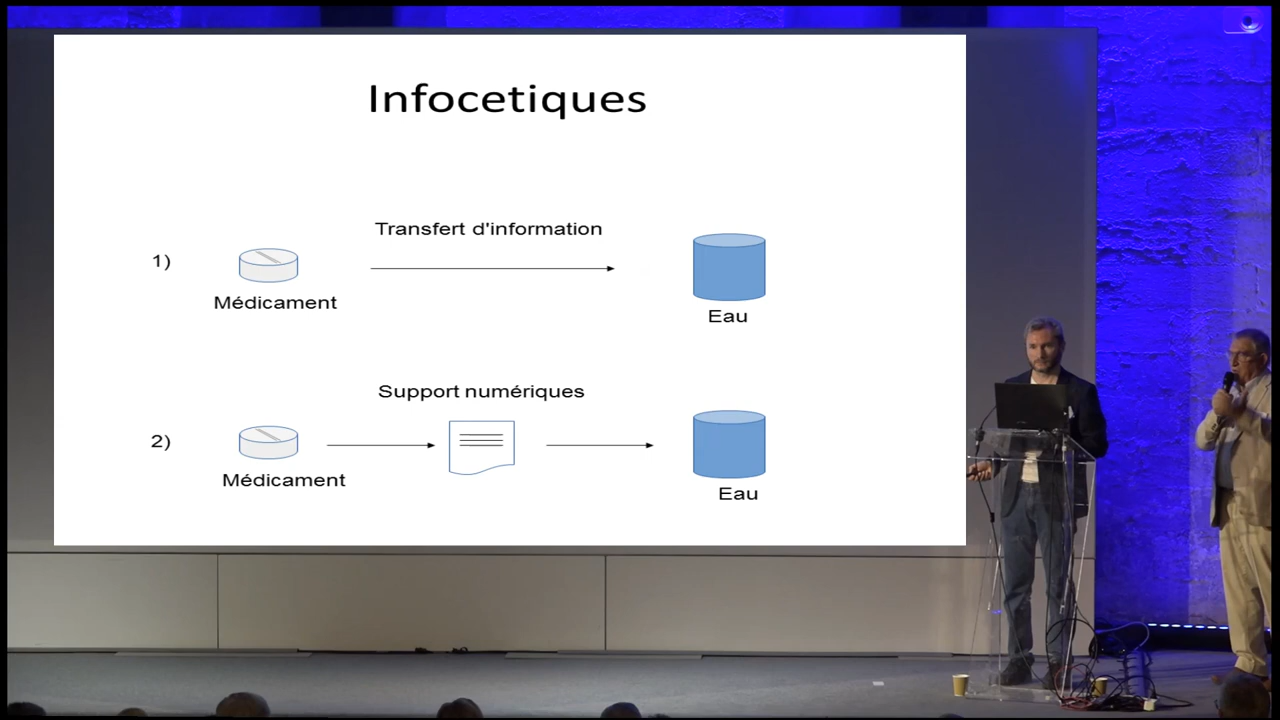 Infocetiques
Transfert d'information
1)
Médicament
Eau
Support numériques
2)
Médicament
Eau